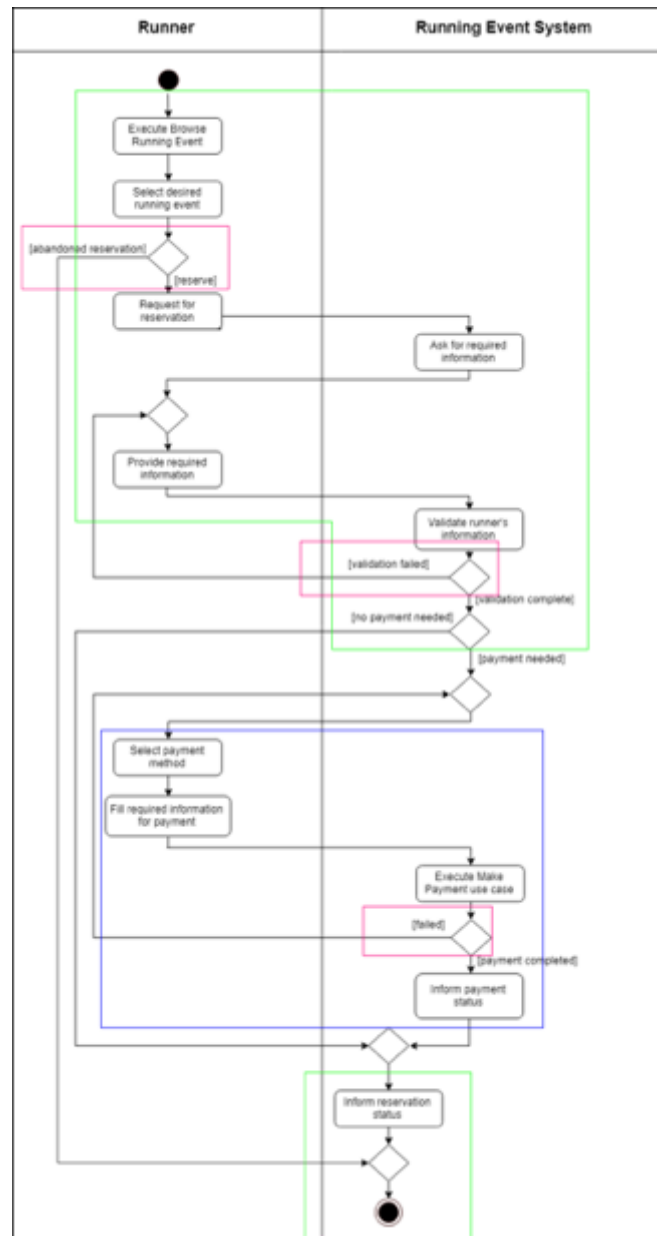 Runner
Running Event System
Execute Browse
Running Event
Select desired
running event
[abandoned reservation]
[reserve]
Request for
reservation
Ask for required
information
Provide required
information
Validate runner's
information
[validation failed]
[validation complete]
[no payment needed]
[payment needed]
Select payment
method
Fill required information
for payment
Execute Make
Payment use case
[failed]
[payment completed]
Inform payment
status
Inform reservation
status